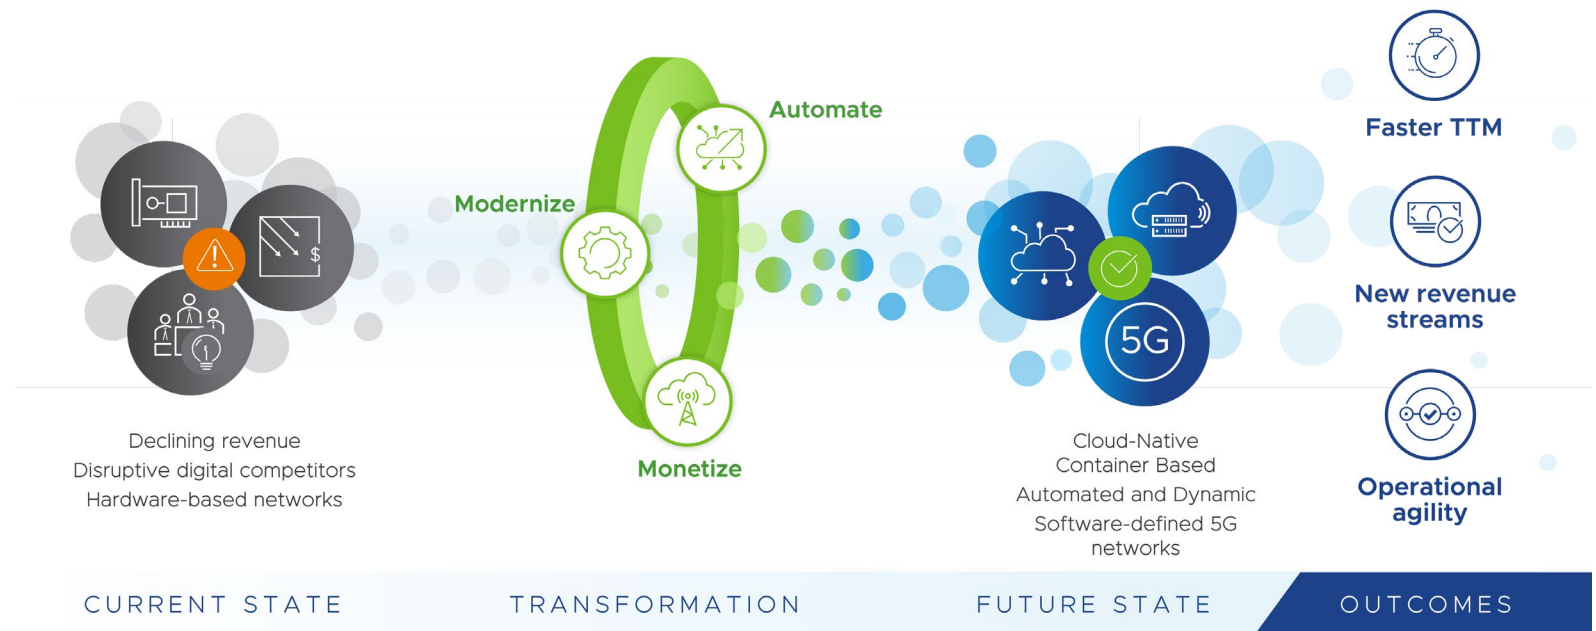 Automate
Modernize
Monetize
$
5G
Declining revenue
Disruptive digital competitors
Hardware-based networks
Cloud-Native
Container Based
Automated and Dynamic
Software-defined 5G
networks
Faster TTM
New revenue
streams
Operational
agility
CURRENT STATE
TRANSFORMATION
FUTURE STATE
OUTCOMES